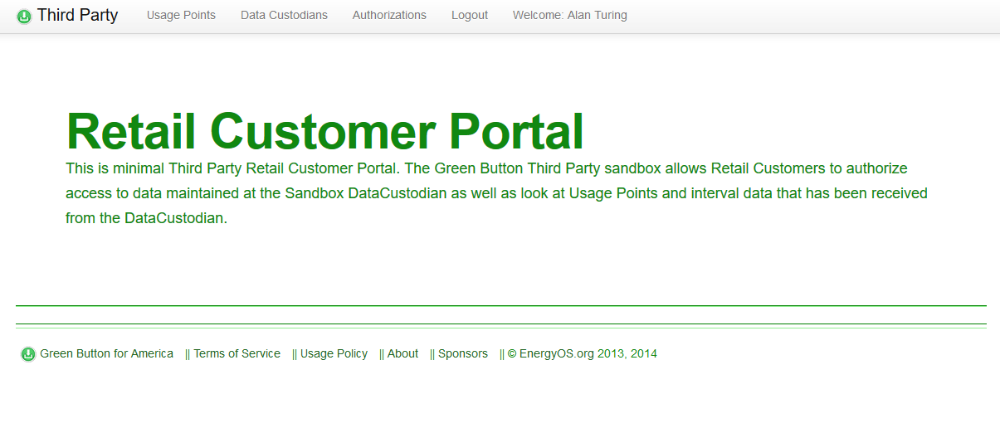 Third Party Usage Points Data Custodians Authorizations Logout Welcome: Alan Turing
Retail Customer Portal
This is minimal Third Party Retail Customer Portal. The Green Button Third Party sandbox allows Retail Customers to authorize
access to data maintained at the Sandbox DataCustodian as well as look at Usage Points and interval data that has been received
from the DataCustodian.
Green Button for America || Terms of Service || Usage Policy || About || Sponsors || © EnergyOS.org 2013, 2014